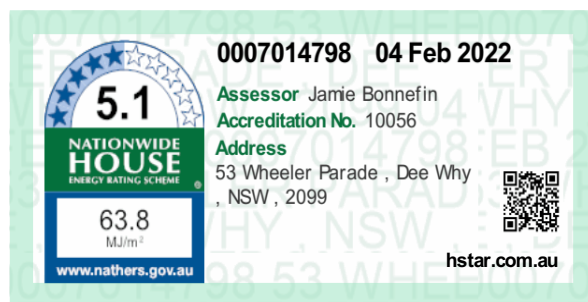 0007014798 04 Feb 2022
5.1
NATIONWIDE
HOUSE
ENERGY RATING SCHEME
®
63.8
MJ/m²
www.nathers.gov.au
Assessor Jamie Bonnefin
Accreditation No. 10056
Address
53 Wheeler Parade , Dee Why
, NSW , 2099
hstar.com.au